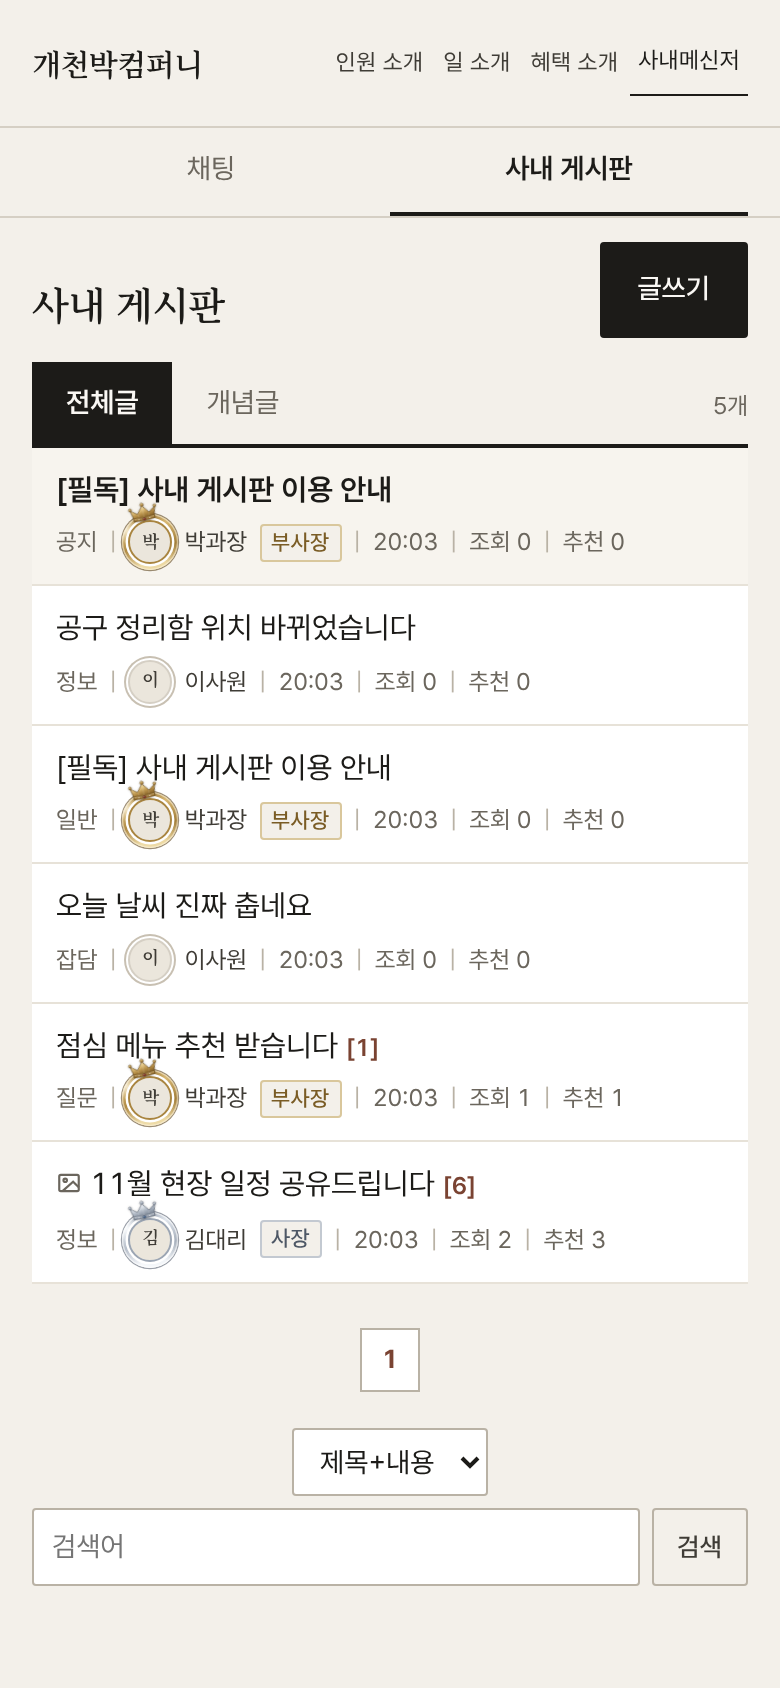 개천박컴퍼니 인원 소개 일 소개 혜택 소개 사내메신저
채팅 사내 게시판
사내 게시판 글쓰기
전체글 개념글 5개
[필독] 사내 게시판 이용 안내
공지 | 박 박과장 부사장 | 20:03 | 조회 0 | 추천 0
공구 정리함 위치 바뀌었습니다
정보 | 이 이사원 | 20:03 | 조회 0 | 추천 0
[필독] 사내 게시판 이용 안내
일반 | 박 박과장 부사장 | 20:03 | 조회 0 | 추천 0
오늘 날씨 진짜 춥네요
잡담 | 이 이사원 | 20:03 | 조회 0 | 추천 0
점심 메뉴 추천 받습니다 [1]
질문 | 박 박과장 부사장 | 20:03 | 조회 1 | 추천 1
11월 현장 일정 공유드립니다 [6]
정보 | 김 김대리 사장 | 20:03 | 조회 2 | 추천 3
1
제목+내용
검색어 검색